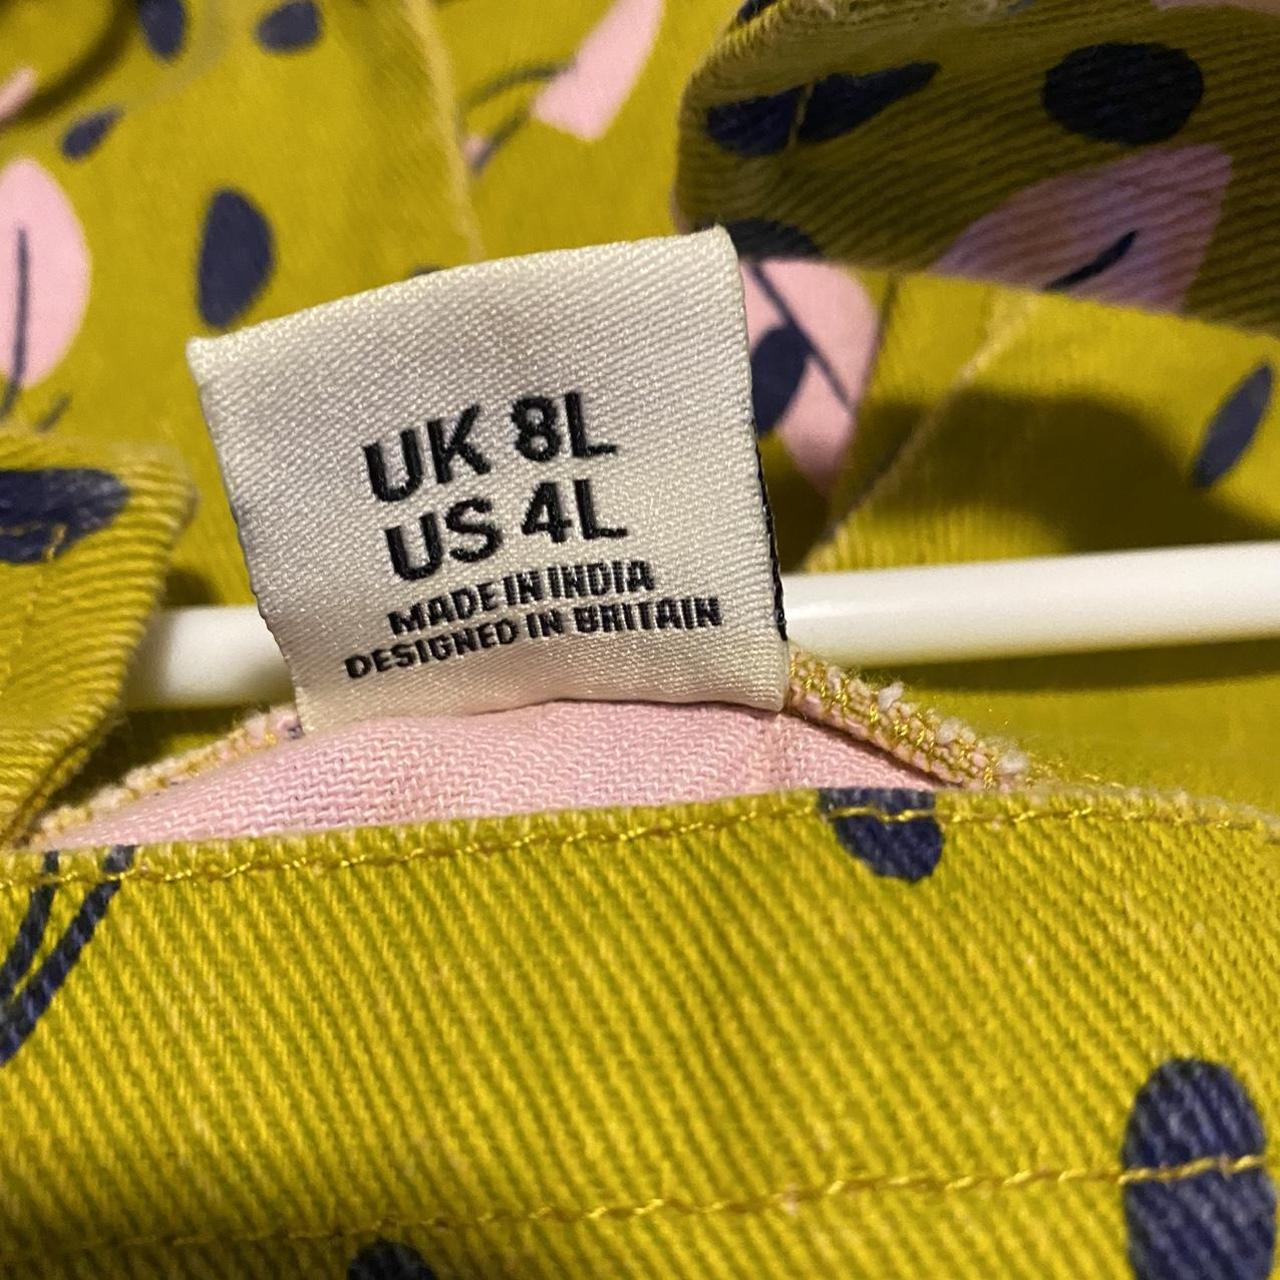 UK 8L
US 4L
MADE IN INDIA
DESIGNED IN BRITAIN